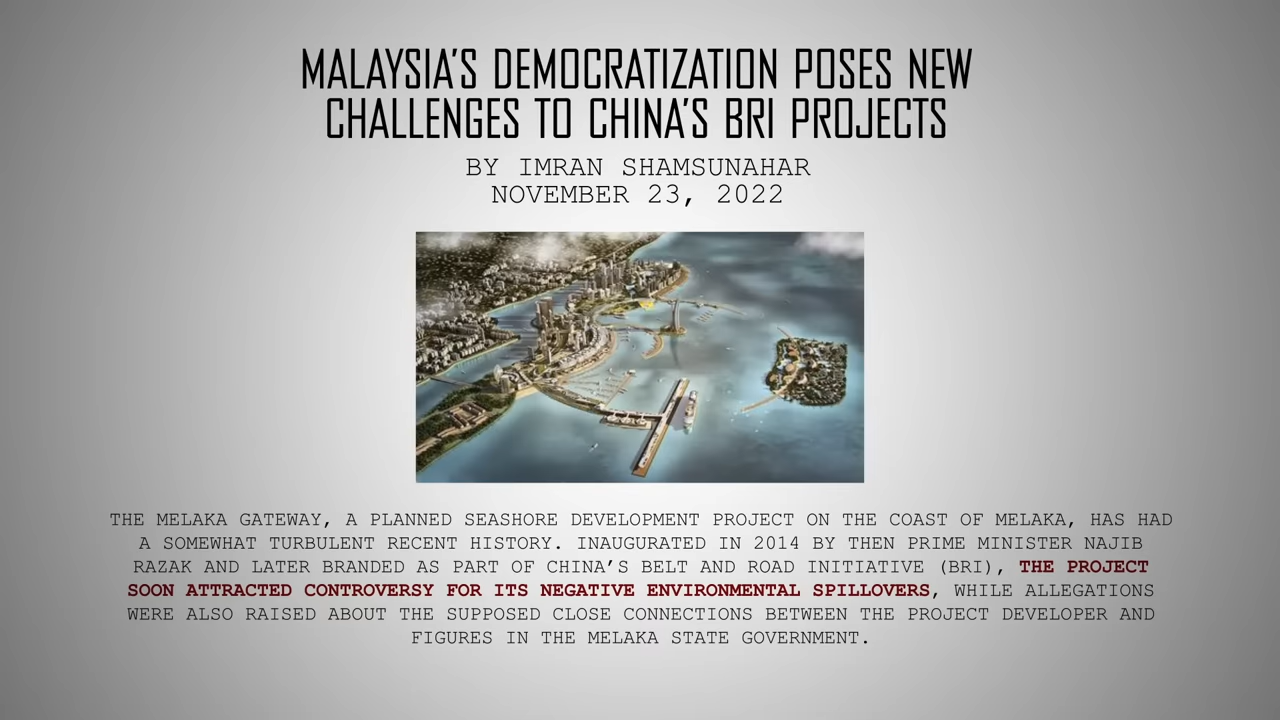 MALAYSIA'S DEMOCRATIZATION POSES NEW
CHALLENGES TO CHINA'S BRI PROJECTS
BY IMRAN SHAMSUNAHAR
NOVEMBER 23, 2022
THE MELAKA GATEWAY, A PLANNED SEASHORE DEVELOPMENT PROJECT ON THE COAST OF MELAKA, HAS HAD
A SOMEWHAT TURBULENT RECENT HISTORY. INAUGURATED IN 2014 BY THEN PRIME MINISTER NAJIB
RAZAK AND LATER BRANDED AS PART OF CHINA'S BELT AND ROAD INITIATIVE (BRI), THE PROJECT
SOON ATTRACTED CONTROVERSY FOR ITS NEGATIVE ENVIRONMENTAL SPILLOVERS, WHILE ALLEGATIONS
WERE ALSO RAISED ABOUT THE SUPPOSED CLOSE CONNECTIONS BETWEEN THE PROJECT DEVELOPER AND
FIGURES IN THE MELAKA STATE GOVERNMENT.